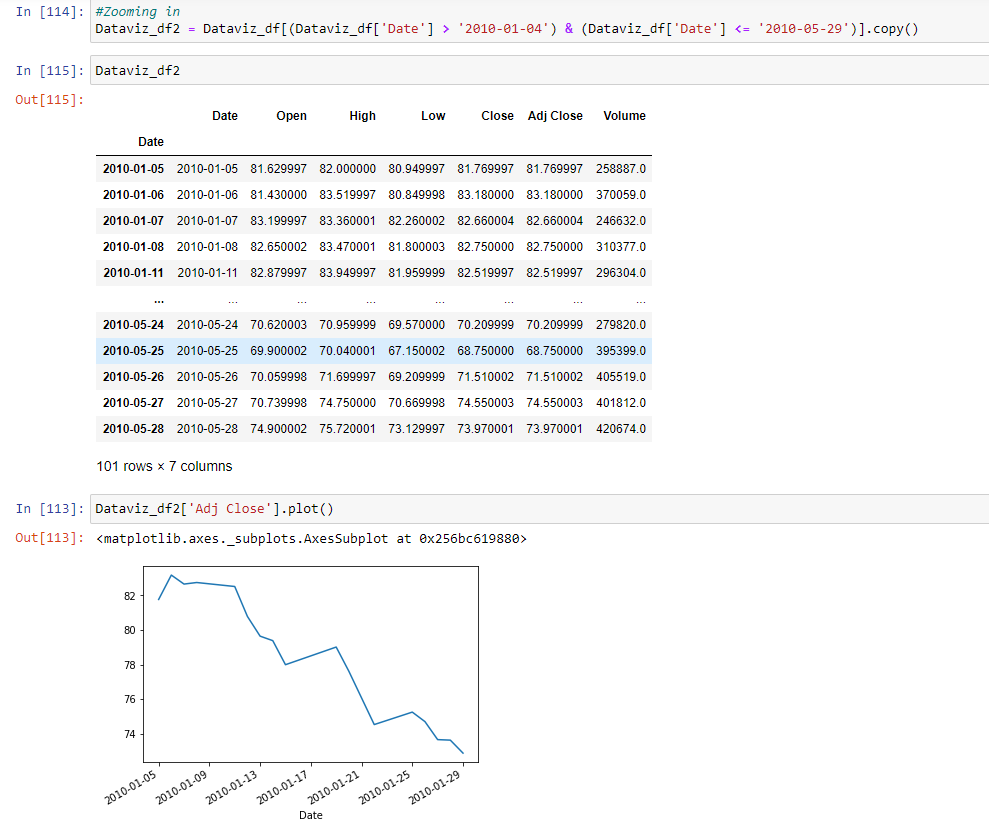 In [114]: #Zooming in
Dataviz_df2 = Dataviz_df[(Dataviz_df['Date'] > '2010-01-04') & (Dataviz_df['Date'] <= '2010-05-29')].copy()
In [115]: Dataviz_df2
Out[115]:
Date Open High Low Close Adj Close Volume
Date
2010-01-05 2010-01-05 81.629997 82.000000 80.949997 81.769997 81.769997 258887.0
2010-01-06 2010-01-06 81.430000 83.519997 80.849998 83.180000 83.180000 370059.0
2010-01-07 2010-01-07 83.199997 83.360001 82.260002 82.660004 82.660004 246632.0
2010-01-08 2010-01-08 82.650002 83.470001 81.800003 82.750000 82.750000 310377.0
2010-01-11 2010-01-11 82.879997 83.949997 81.959999 82.519997 82.519997 296304.0
... ... ... ... ... ... ... ...
2010-05-24 2010-05-24 70.620003 70.959999 69.570000 70.209999 70.209999 279820.0
2010-05-25 2010-05-25 69.900002 70.040001 67.150002 68.750000 68.750000 395399.0
2010-05-26 2010-05-26 70.059998 71.699997 69.209999 71.510002 71.510002 405519.0
2010-05-27 2010-05-27 70.739998 74.750000 70.669998 74.550003 74.550003 401812.0
2010-05-28 2010-05-28 74.900002 75.720001 73.129997 73.970001 73.970001 420674.0
101 rows × 7 columns
In [113]: Dataviz_df2['Adj Close'].plot()
Out[113]: <matplotlib.axes._subplots.AxesSubplot at 0x256bc619880>
82
80
78
76
74
2010-01-05 2010-01-09 2010-01-13 2010-01-17 2010-01-21 2010-01-25 2010-01-29
Date